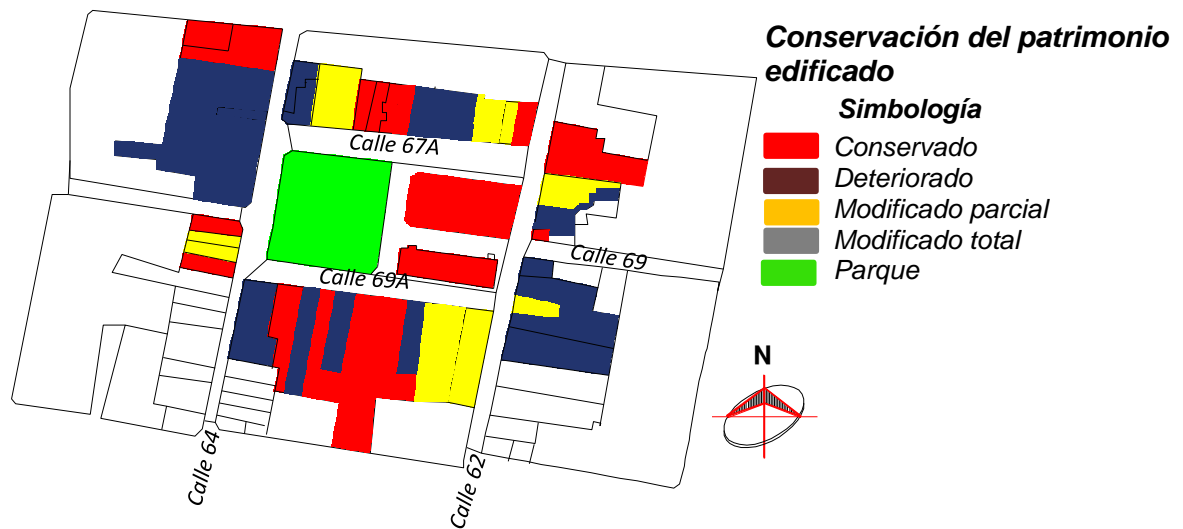 Conservación del patrimonio
edificado
Simbología
Conservado
Deteriorado
Modificado parcial
Modificado total
Parque
Calle 67A
Calle 69
Calle 69A
N
Calle 64
Calle 62